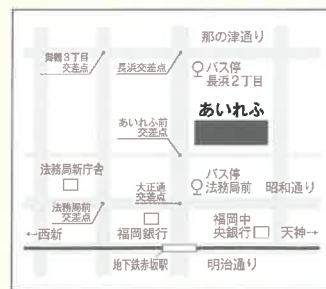 那の津通り
舞鶴3丁目
交差点
長浜交差点
バス停
長浜2丁目
あいれふ
あいれふ前
交差点
法務局新庁舎
大正通
交差点
バス停
法務局前
昭和通り
法務局前
交差点
福岡銀行
福岡中
央銀行
←西新
天神→
地下鉄赤坂駅
明治通り